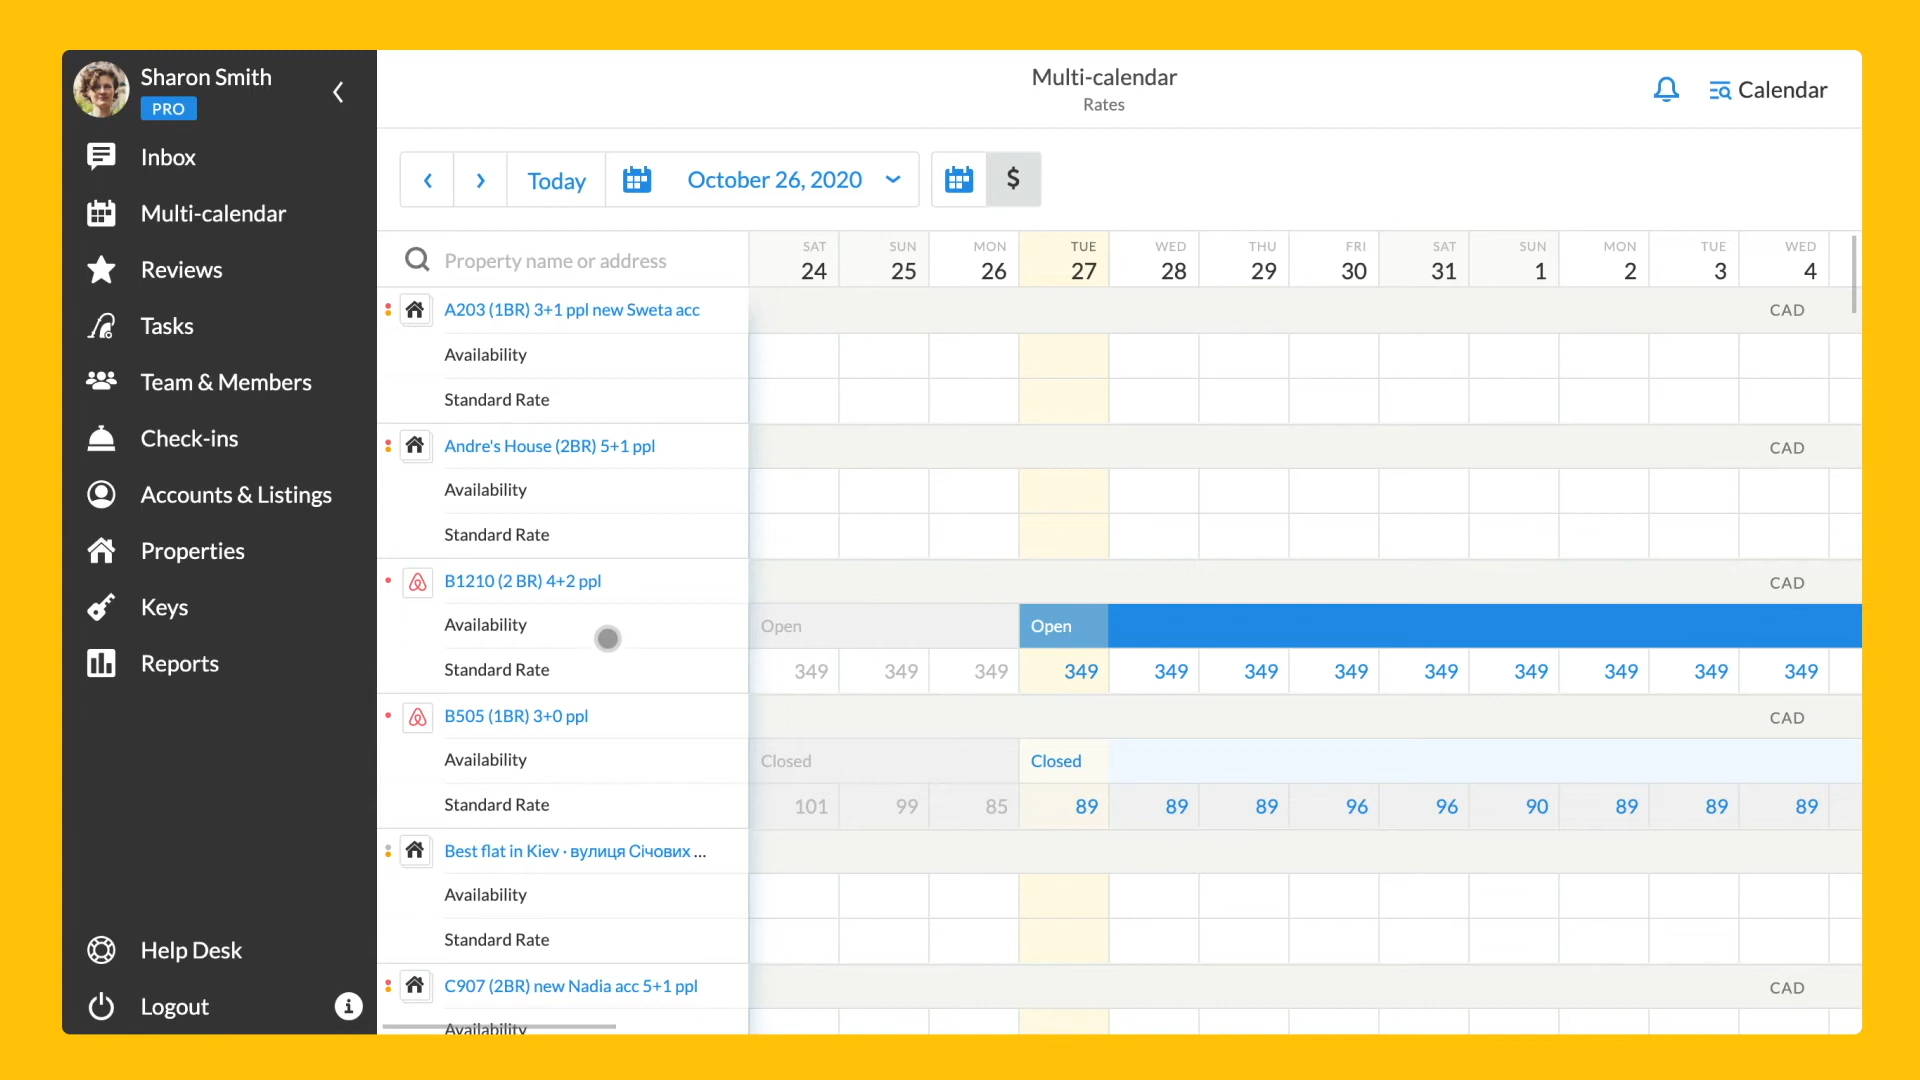 Sharon Smith
PRO
Inbox
Multi-calendar
Reviews
Tasks
Team & Members
Check-ins
Accounts & Listings
Properties
Keys
Reports
Help Desk
Logout
Multi-calendar
Rates
Calendar
Today
October 26, 2020
$
Property name or address
SAT SUN MON TUE WED THU FRI SAT SUN MON TUE WED
24 25 26 27 28 29 30 31 1 2 3 4
A203 (1BR) 3+1 ppl new Sweta acc CAD
Availability
Standard Rate
Andre's House (2BR) 5+1 ppl CAD
Availability
Standard Rate
B1210 (2 BR) 4+2 ppl CAD
Availability Open Open
Standard Rate 349 349 349 349 349 349 349 349 349 349 349 349
B505 (1BR) 3+0 ppl CAD
Availability Closed Closed
Standard Rate 101 99 85 89 89 89 96 96 90 89 89 89
Best flat in Kiev · вулиця Січових ...
Availability
Standard Rate
C907 (2BR) new Nadia acc 5+1 ppl CAD
Availability